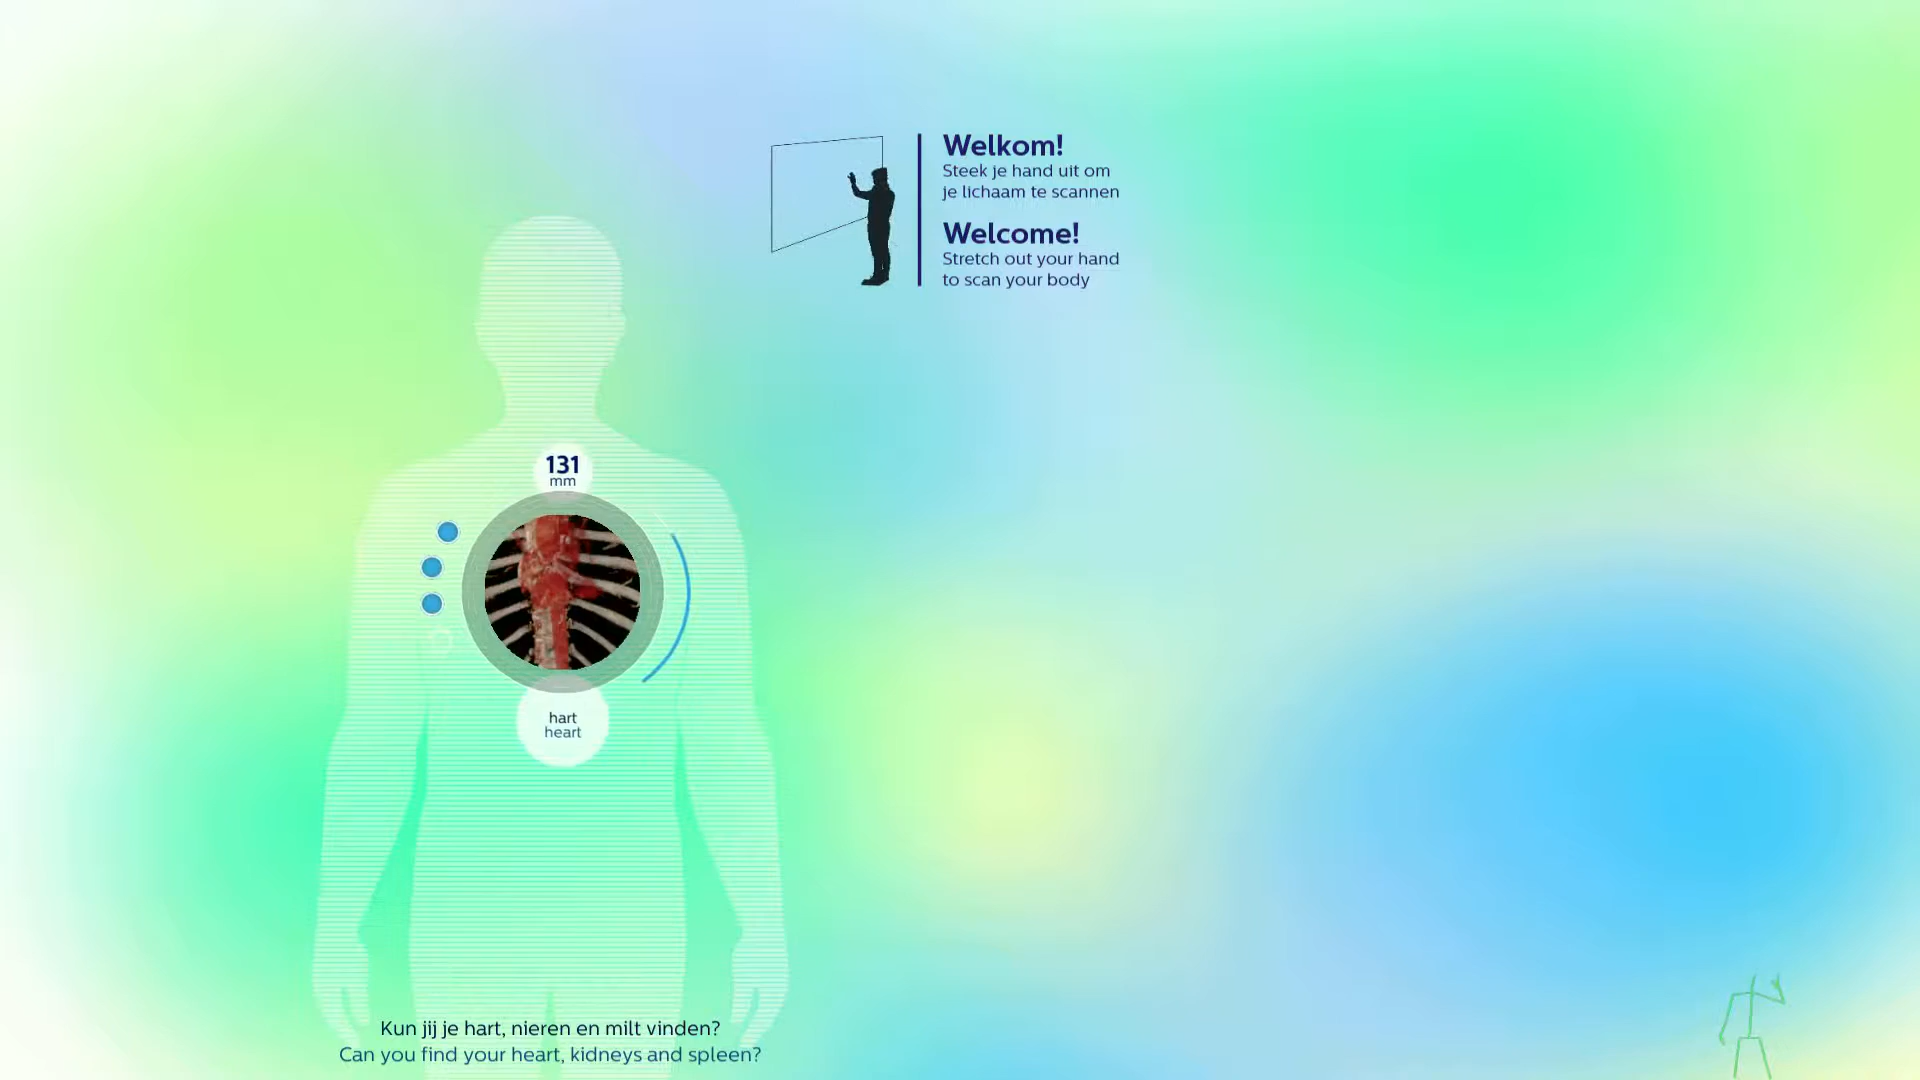 Welkom!
Steek je hand uit om
je lichaam te scannen
Welcome!
Stretch out your hand
to scan your body
131
mm
hart
heart
Kun jij je hart, nieren en milt vinden?
Can you find your heart, kidneys and spleen?